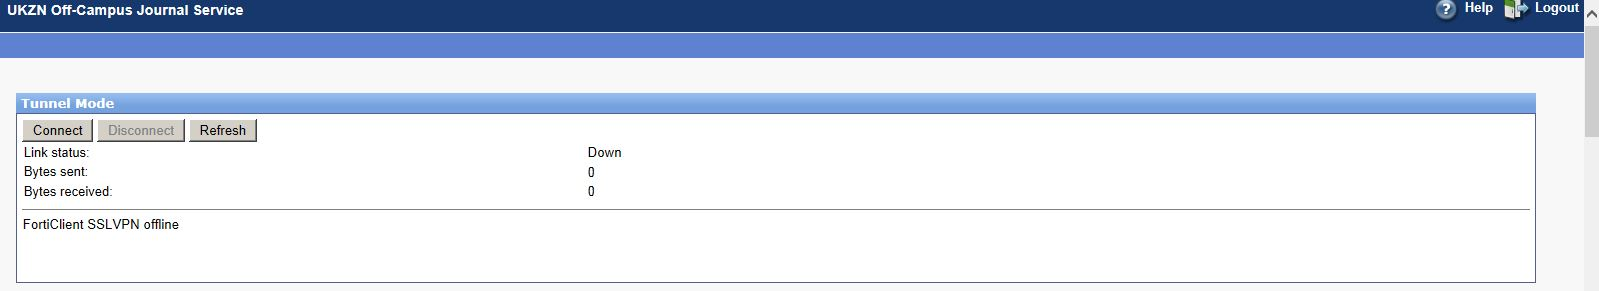 UKZN Off-Campus Journal Service
? Help Logout
Tunnel Mode
Connect Disconnect Refresh
Link status: Down
Bytes sent: 0
Bytes received: 0
FortiClient SSLVPN offline